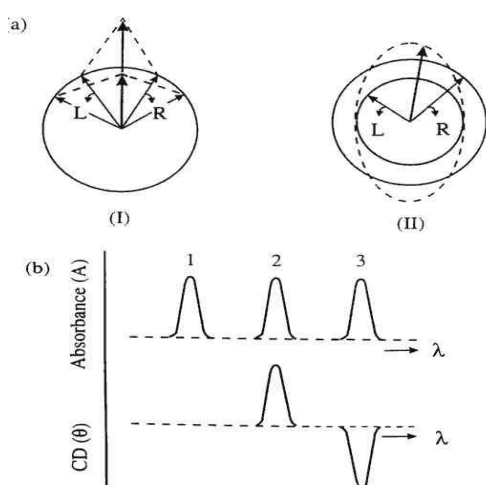 (a)
L R
L R
(I)
(II)
(b)
1 2 3
Absorbance (A)
λ
CD (θ)
λ